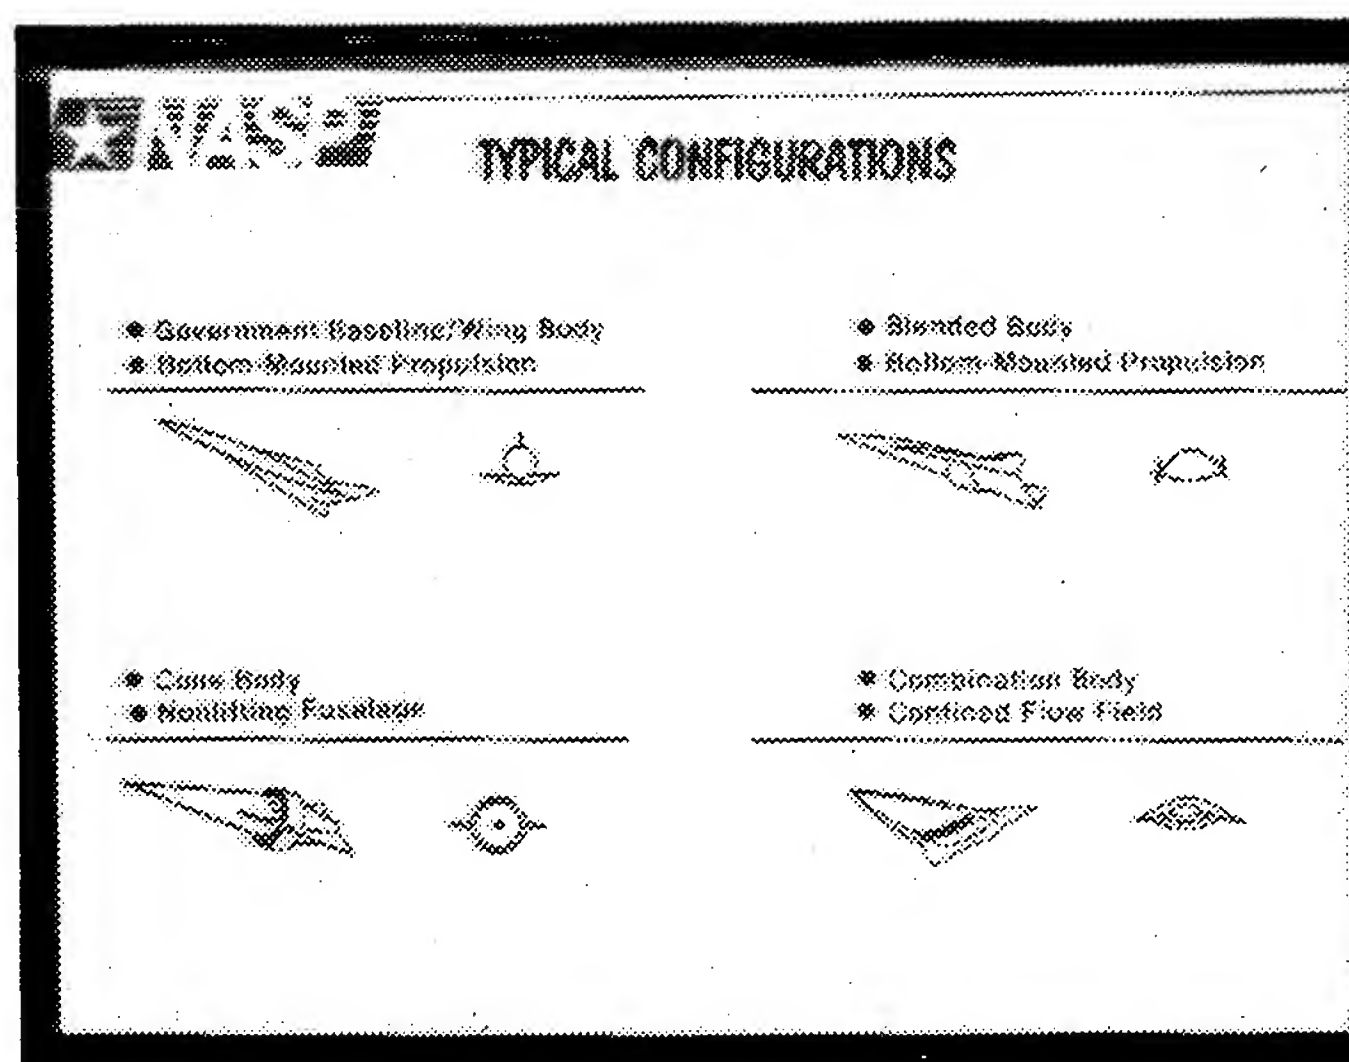 NASP
TYPICAL CONFIGURATIONS
• Government Baseline/Wing Body
• Bottom-Mounted Propulsion
• Blended Body
• Bottom-Mounted Propulsion
• Cone Body
• Nonlifting Fuselage
• Combination Body
• Confined Flow Field